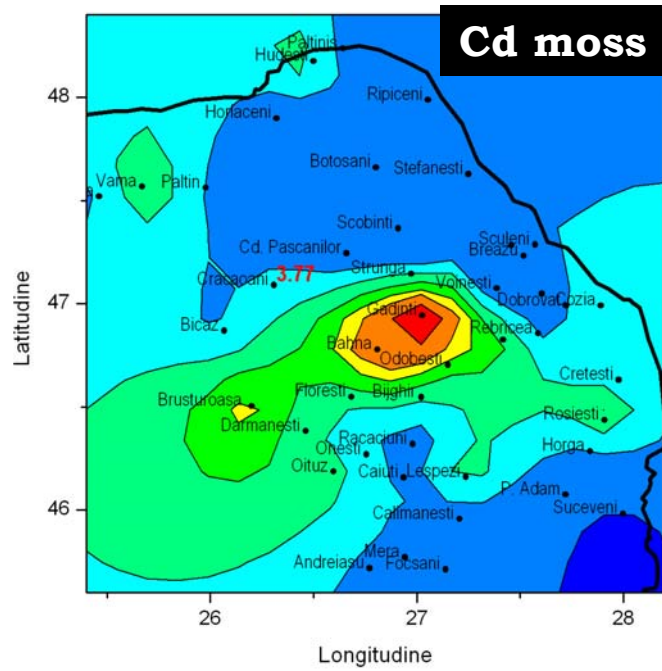 Cd moss
Paltinis
Hudesti
48
Ripiceni
Horiaceni
Botosani
Stefanesti
Vama
Paltin
Scobinti
Sculeni
Cd. Pascanilor
Breazu
Strunga
3.77
Cracaoani
Voinesti
47
Dobrovat
Cozia
Gadinti
Bicaz
Rebricea
Bahna
Odobesti
Cretesti
Floresti
Bijghir
Brusturoasa
Rosiesti
Darmanesti
Racaciuni
Onesti
Horga
Oituz
Caiuti
Lespezi
P. Adam
46
Calimanesti
Suceveni
Mera
Andreiasu
Focsani
26
27
28
Latitudine
Longitudine